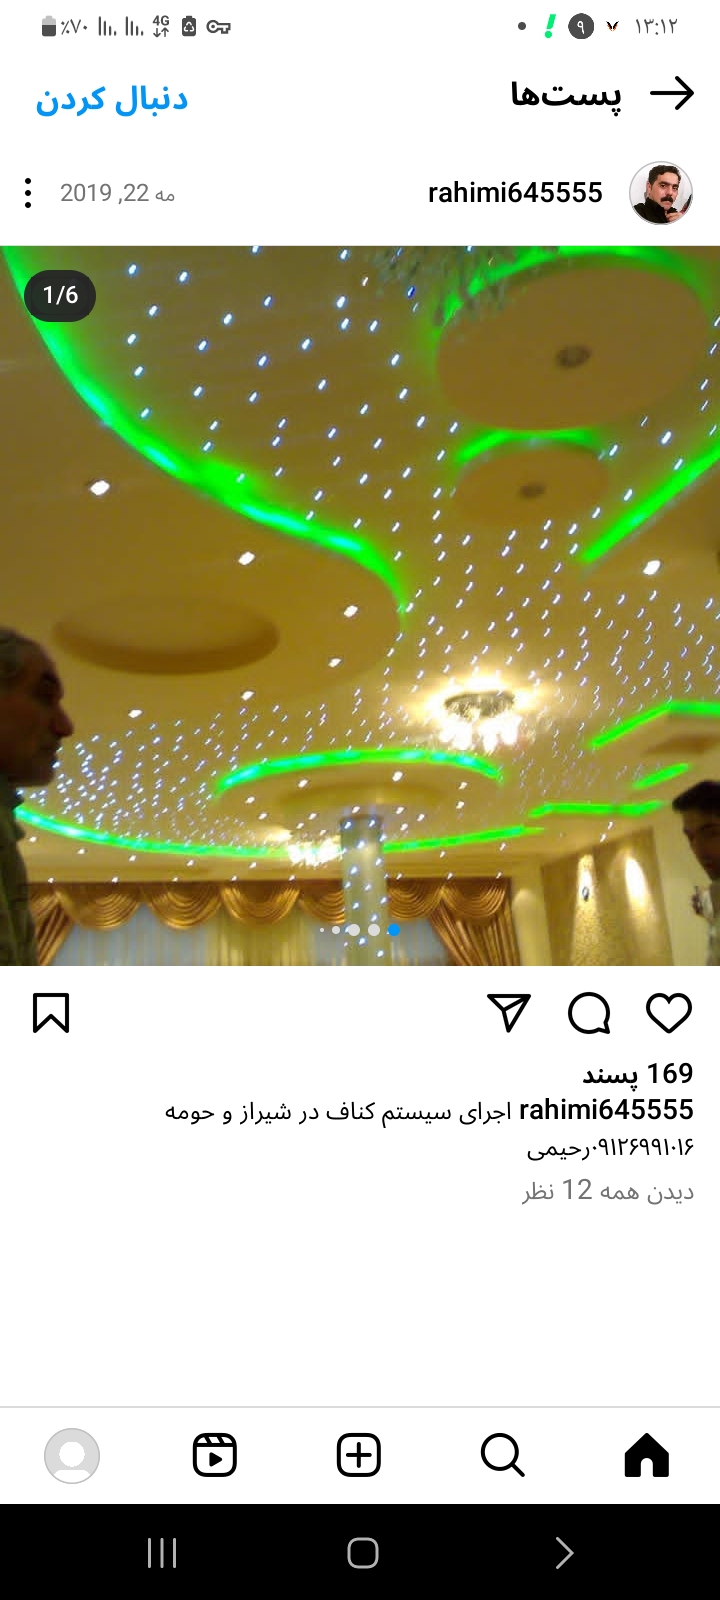 ۱۳:۱۲ ۹ 4G ٪۷۰
پست‌ها دنبال کردن
rahimi645555 مه 22, 2019
1/6
169 پسند
rahimi645555 اجرای سیستم کناف در شیراز و حومه
۰۹۱۲۶۹۹۱۰۱۶رحیمی
دیدن همه 12 نظر